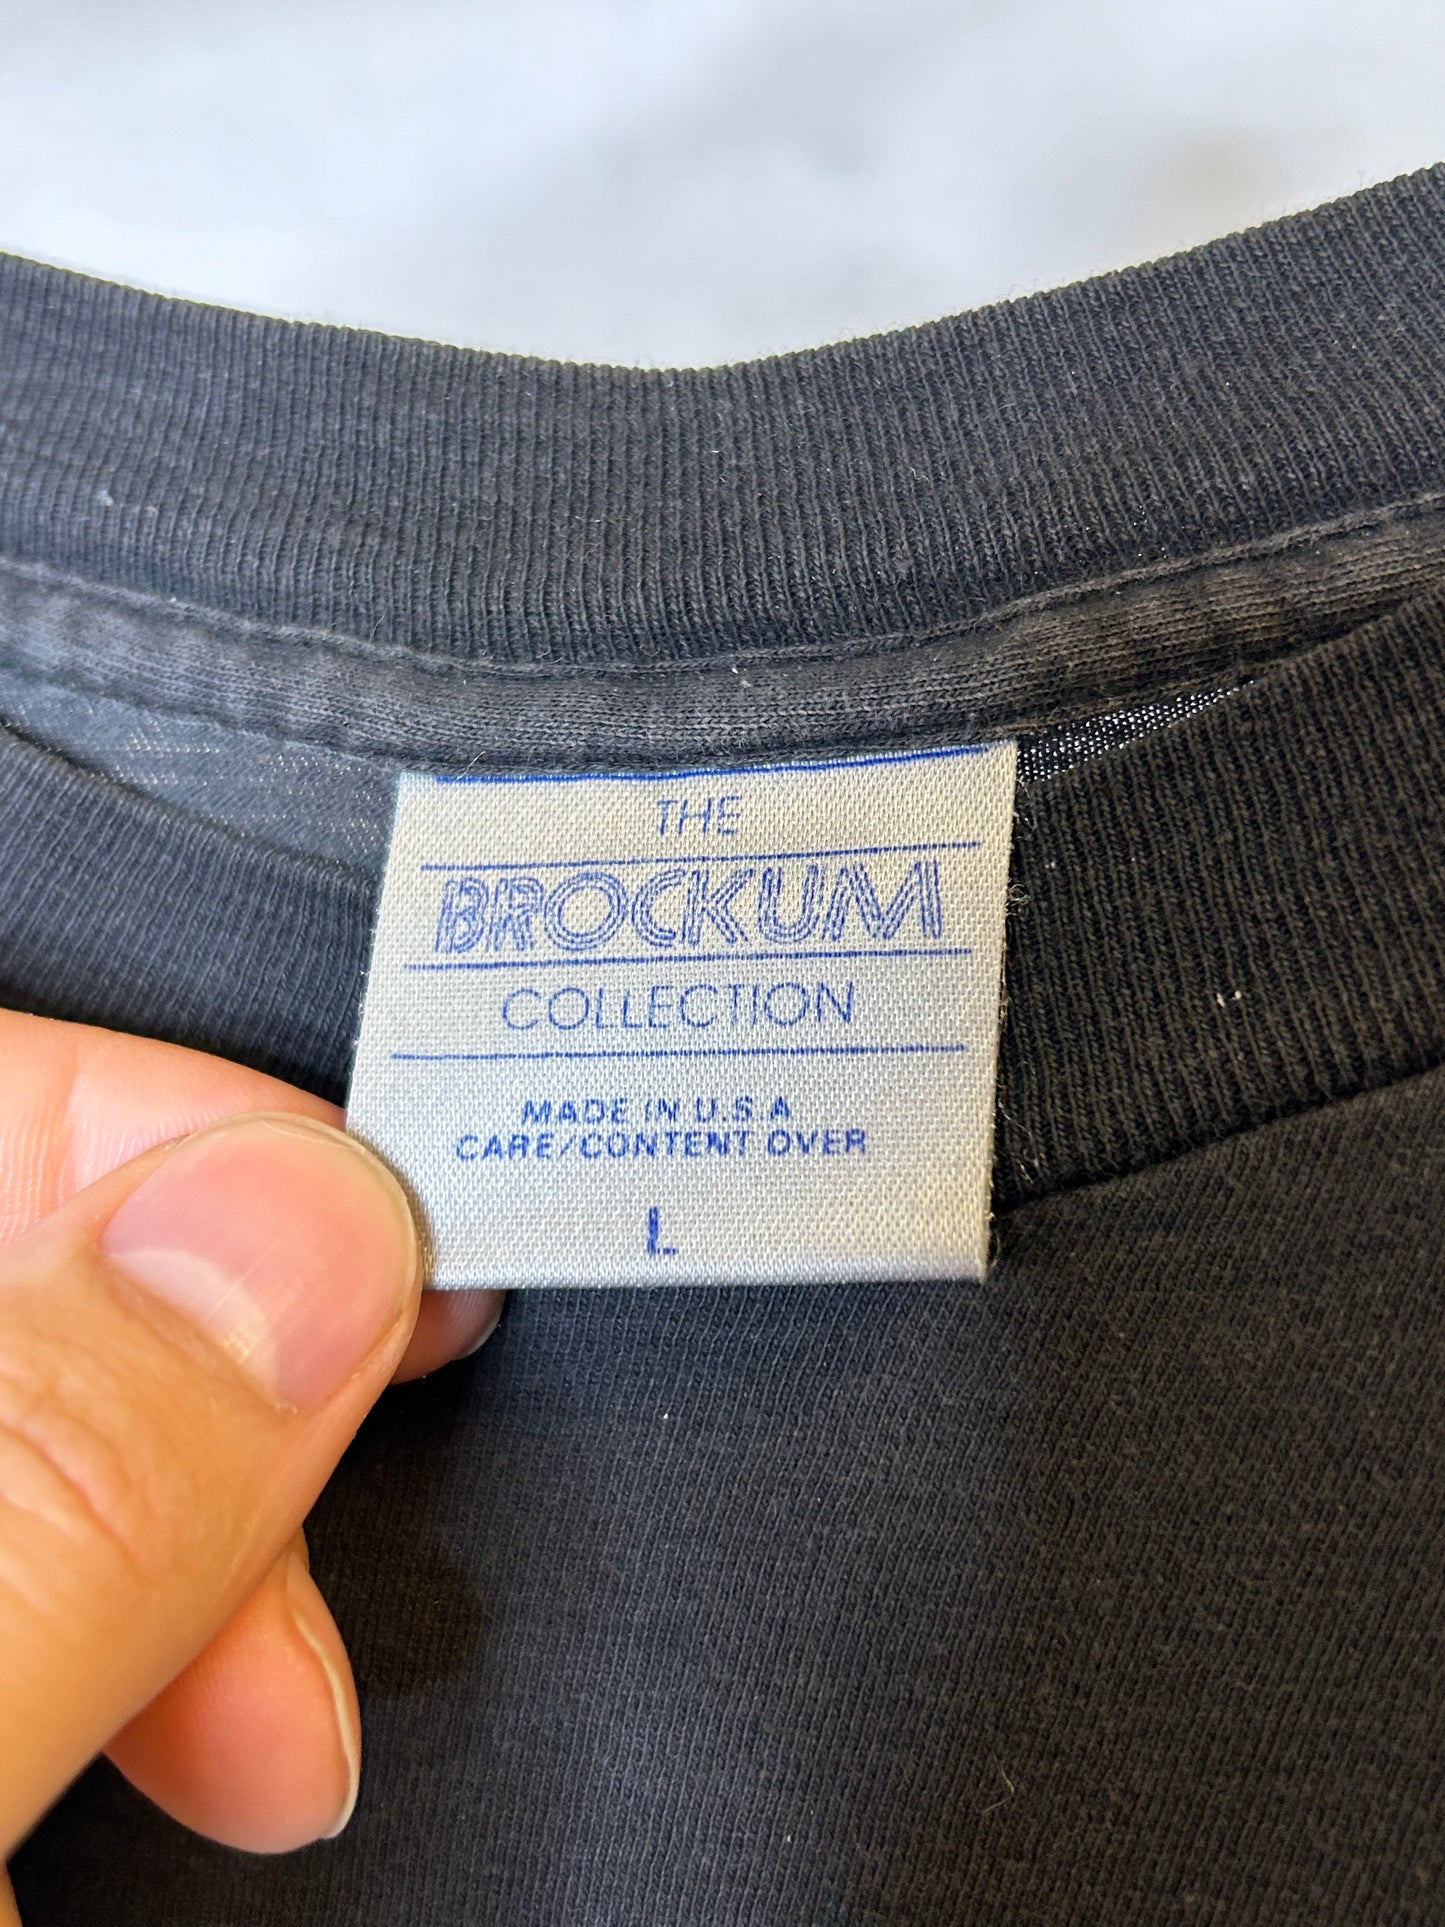 THE
BROCKUM
COLLECTION
MADE IN U.S.A
CARE/CONTENT OVER
L